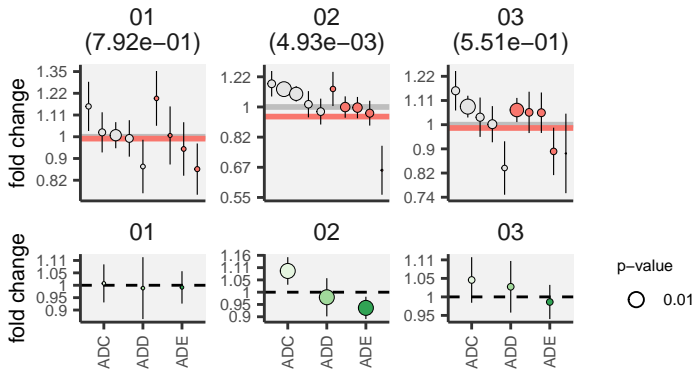 01
(7.92e−01)
02
(4.93e−03)
03
(5.51e−01)
fold change
1.35
1.22
1.11
1
0.9
0.82
1.22
1
0.82
0.67
0.55
1.22
1.11
1
0.9
0.82
0.74
01
02
03
fold change
1.11
1.05
1
0.95
0.9
1.16
1.11
1.05
1
0.95
0.9
1.11
1.05
1
0.95
ADC
ADD
ADE
ADC
ADD
ADE
ADC
ADD
ADE
p−value
0.01